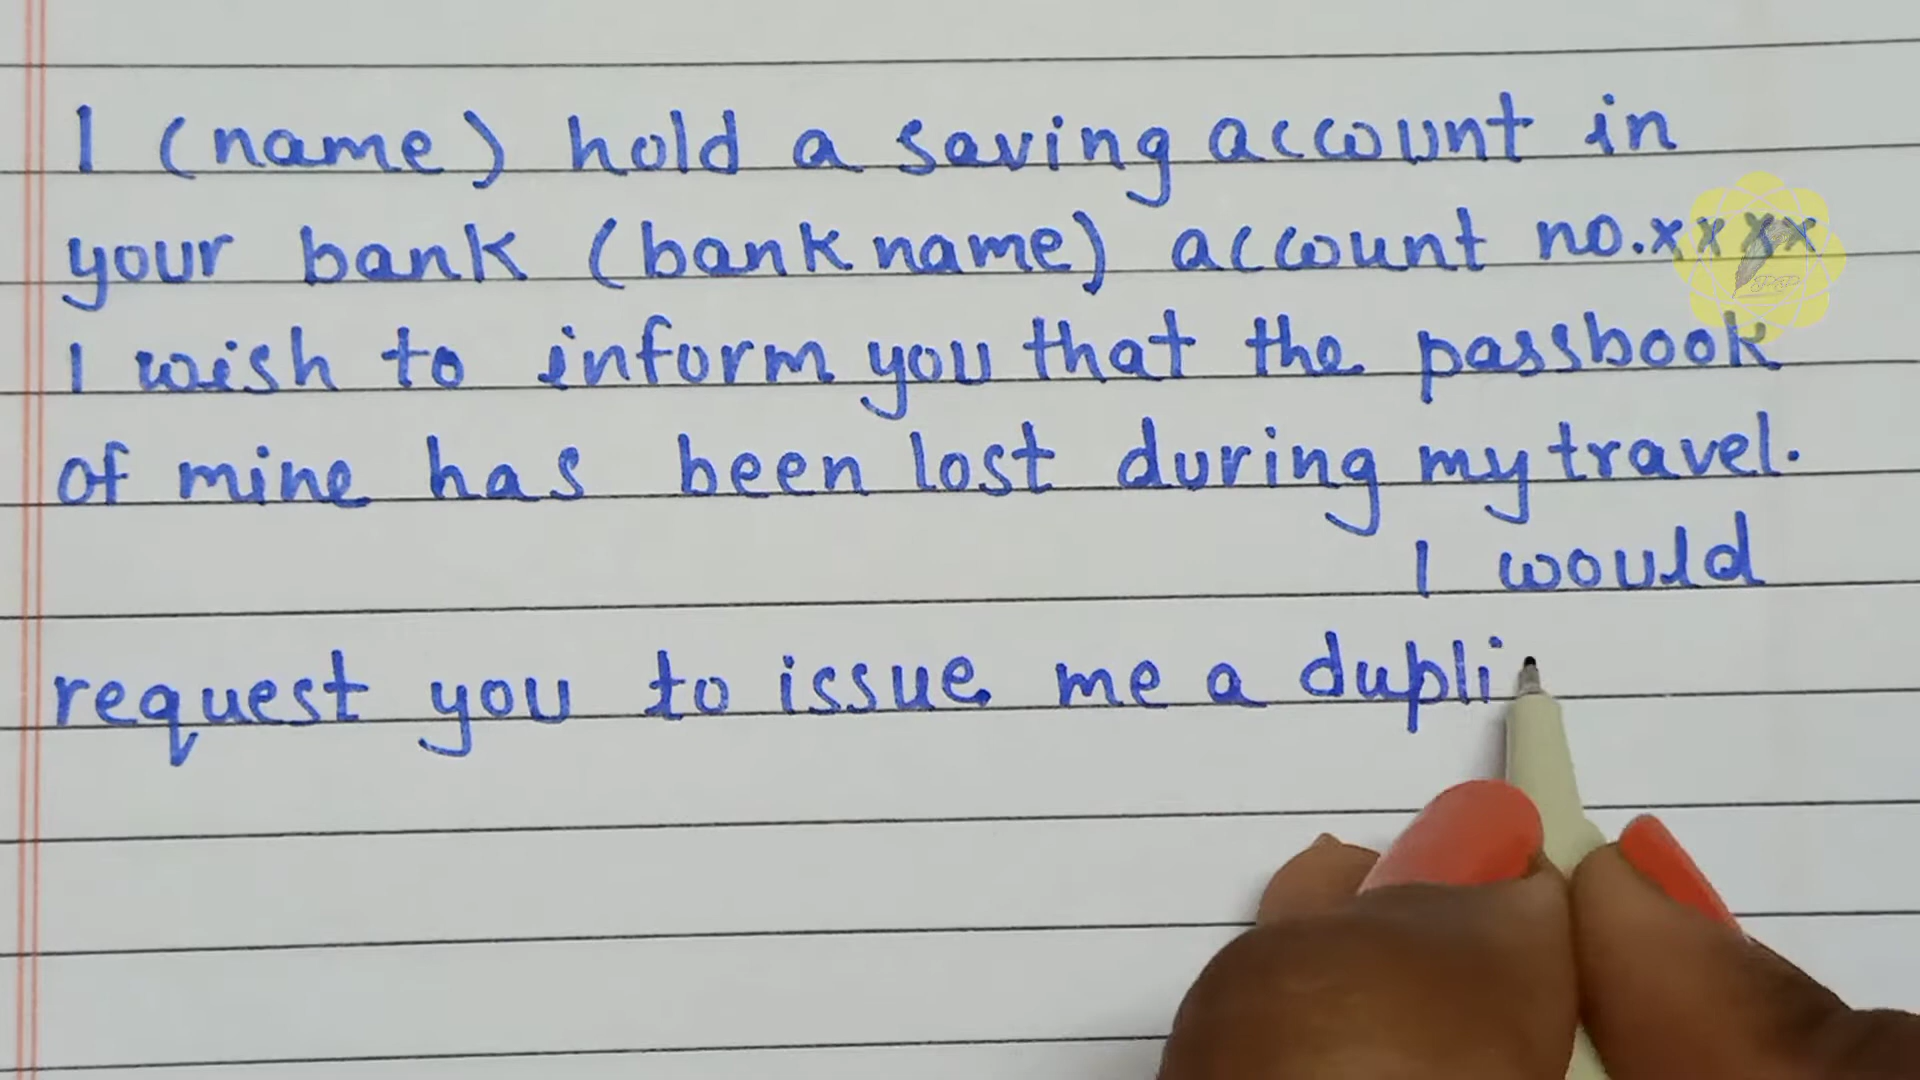 I (name) hold a saving account in
your bank (bank name) account no.xxxx
I wish to inform you that the passbook
of mine has been lost during my travel.
I would
request you to issue me a dupli
PP